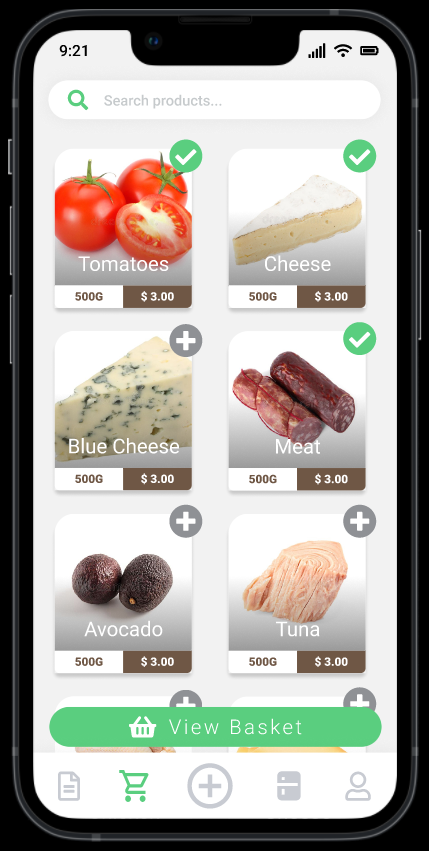 9:21
Search products...
Tomatoes
500G $ 3.00
Cheese
500G $ 3.00
Blue Cheese
500G $ 3.00
Meat
500G $ 3.00
Avocado
500G $ 3.00
Tuna
500G $ 3.00
View Basket